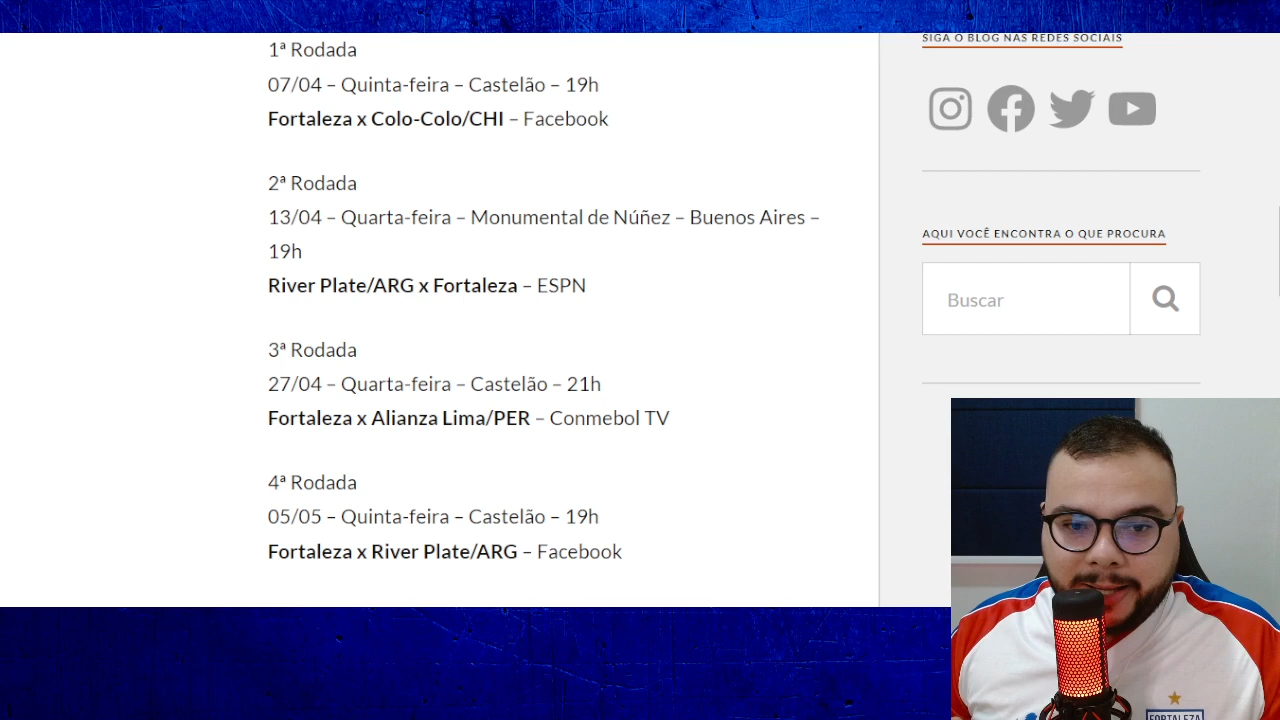 1ª Rodada
07/04 – Quinta-feira – Castelão – 19h
Fortaleza x Colo-Colo/CHI – Facebook
2ª Rodada
13/04 – Quarta-feira – Monumental de Núñez – Buenos Aires –
19h
River Plate/ARG x Fortaleza – ESPN
3ª Rodada
27/04 – Quarta-feira – Castelão – 21h
Fortaleza x Alianza Lima/PER – Conmebol TV
4ª Rodada
05/05 – Quinta-feira – Castelão – 19h
Fortaleza x River Plate/ARG – Facebook
SIGA O BLOG NAS REDES SOCIAIS
AQUI VOCÊ ENCONTRA O QUE PROCURA
Buscar
FORTALEZA